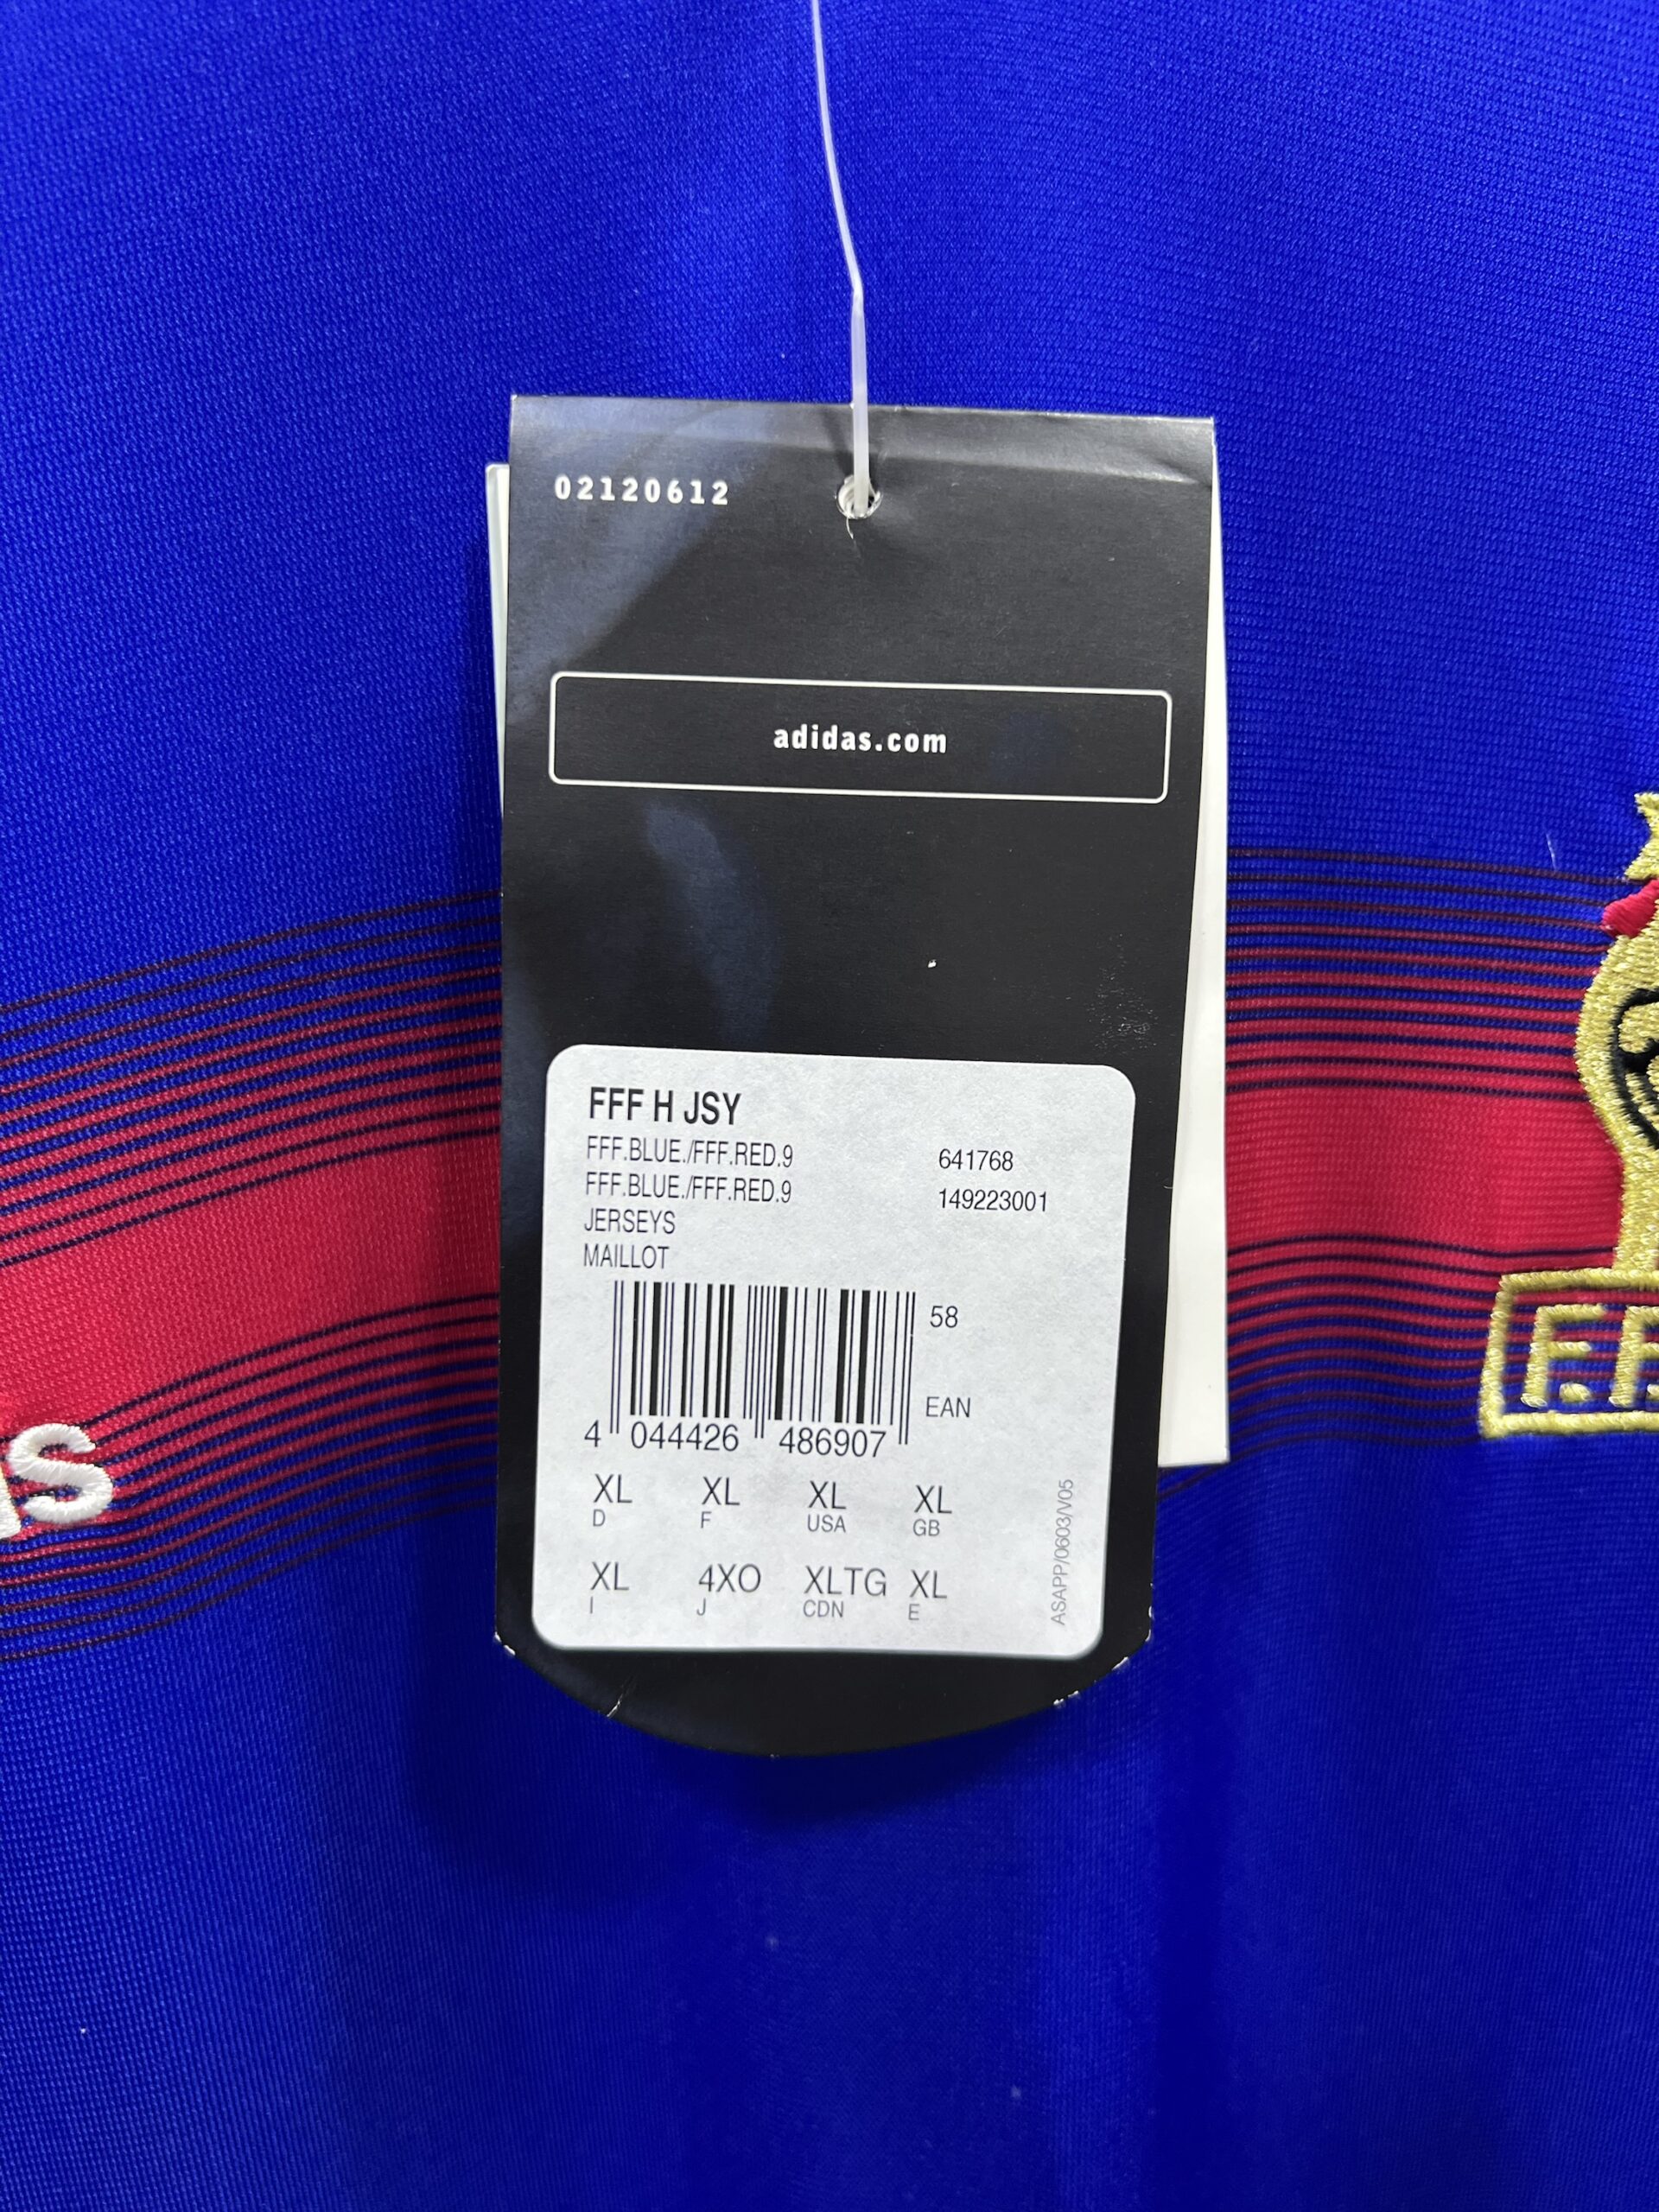 02120612
adidas.com
FFF H JSY
FFF.BLUE./FFF.RED.9 641768
FFF.BLUE./FFF.RED.9 149223001
JERSEYS
MAILLOT
58
EAN
4 044426 486907
XL XL XL XL
D F USA GB
XL 4XO XLTG XL
I J CDN E
ASAPP/0603/V05
as
F.F